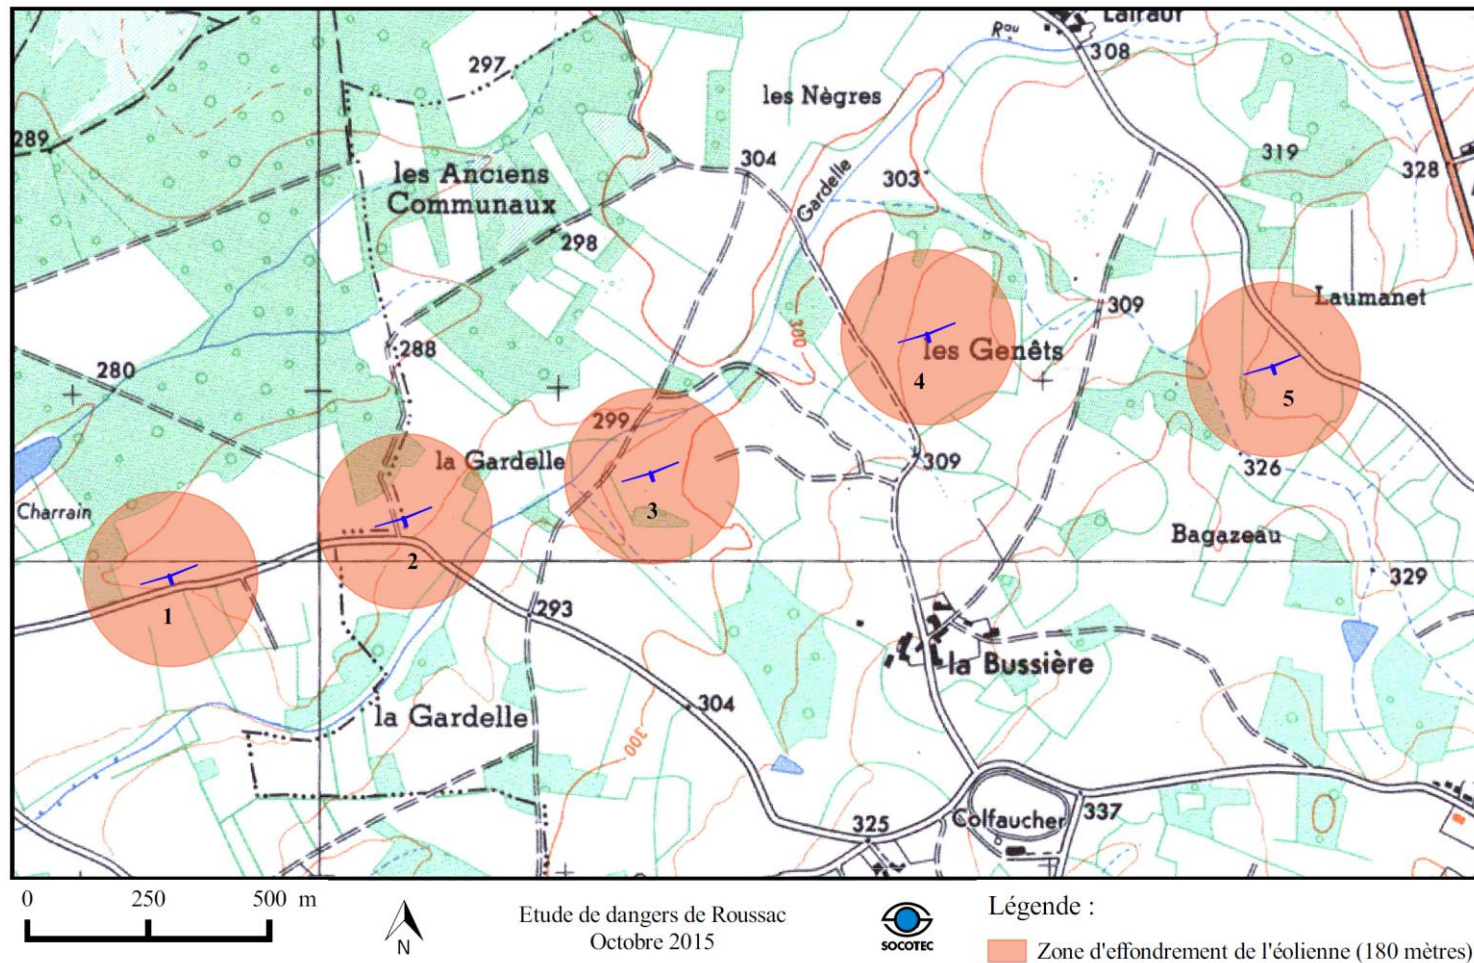 Lairaut
Rau
308
297
les Nègres
289
304
319
328
les Anciens
Communaux
303
Gardelle
298
309
Laumanet
300
288
les Genêts
280
4
5
299
la Gardelle
309
326
Charrain
3
Bagazeau
2
329
1
293
la Bussière
304
la Gardelle
300
337
Colfaucher
325
0 250 500 m
N
Etude de dangers de Roussac
Octobre 2015
SOCOTEC
Légende :
Zone d'effondrement de l'éolienne (180 mètres)